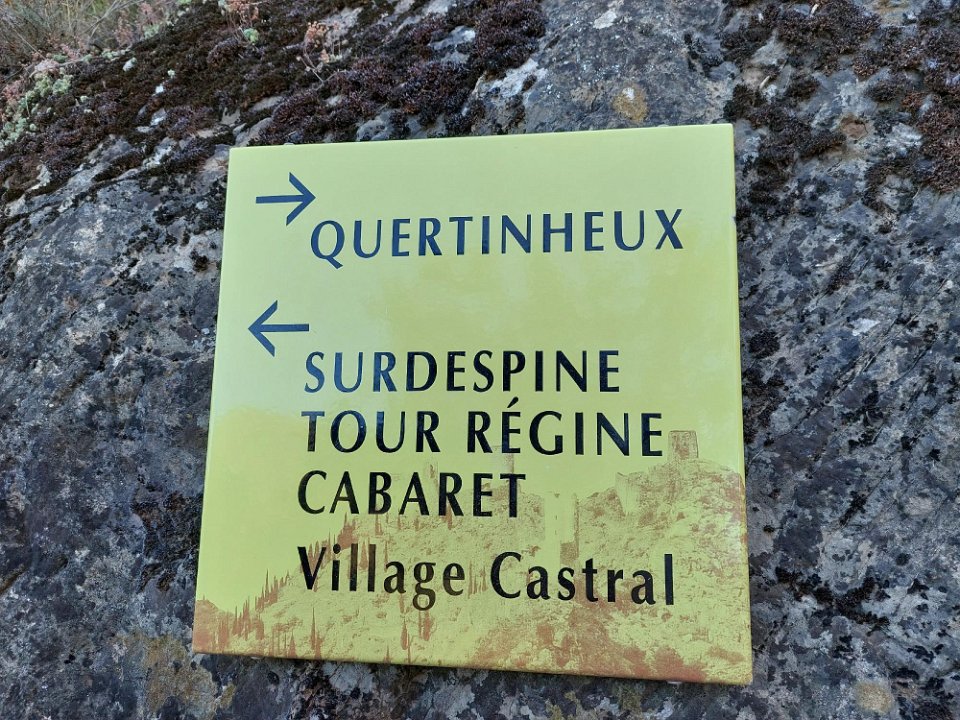 →
QUERTINHEUX
←
SURDESPINE
TOUR RÉGINE
CABARET
Village Castral